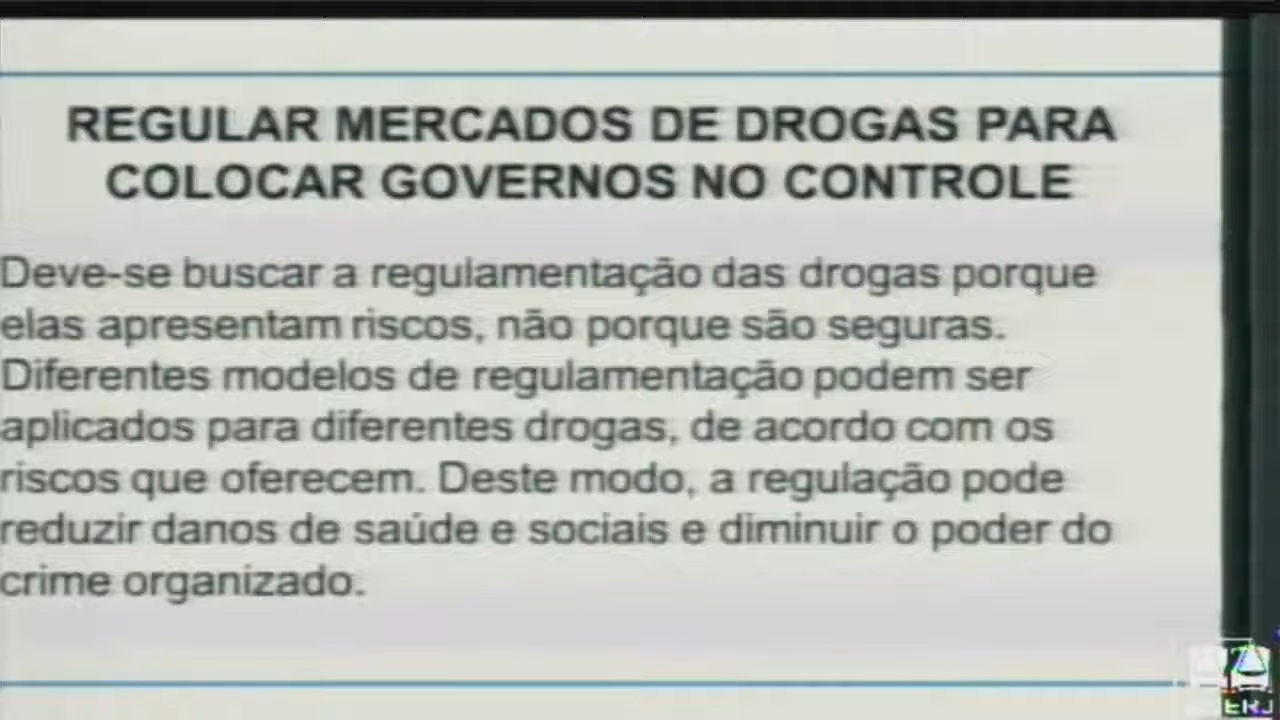 REGULAR MERCADOS DE DROGAS PARA
COLOCAR GOVERNOS NO CONTROLE
Deve-se buscar a regulamentação das drogas porque
elas apresentam riscos, não porque são seguras.
Diferentes modelos de regulamentação podem ser
aplicados para diferentes drogas, de acordo com os
riscos que oferecem. Deste modo, a regulação pode
reduzir danos de saúde e sociais e diminuir o poder do
crime organizado.